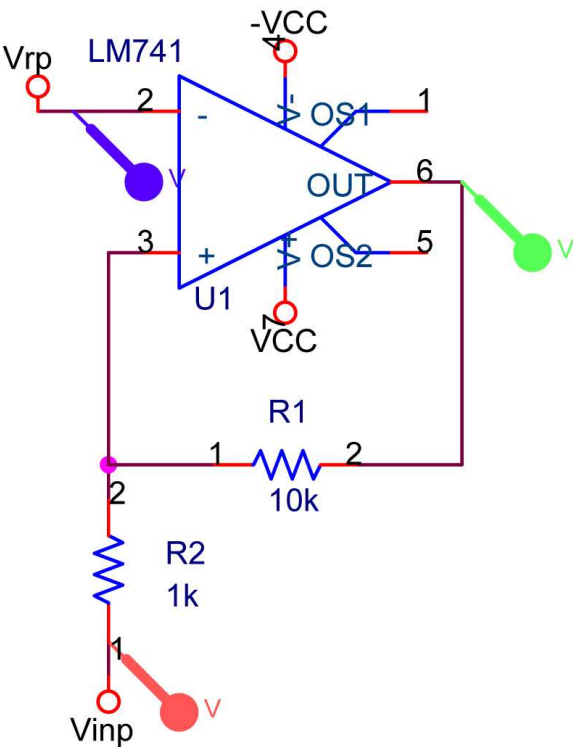 -VCC
LM741
Vrp
4
2
-
V-
OS1
1
V
OUT
6
3
+
V+
OS2
5
V
U1
7
VCC
R1
1
2
10k
2
R2
1k
1
V
Vinp